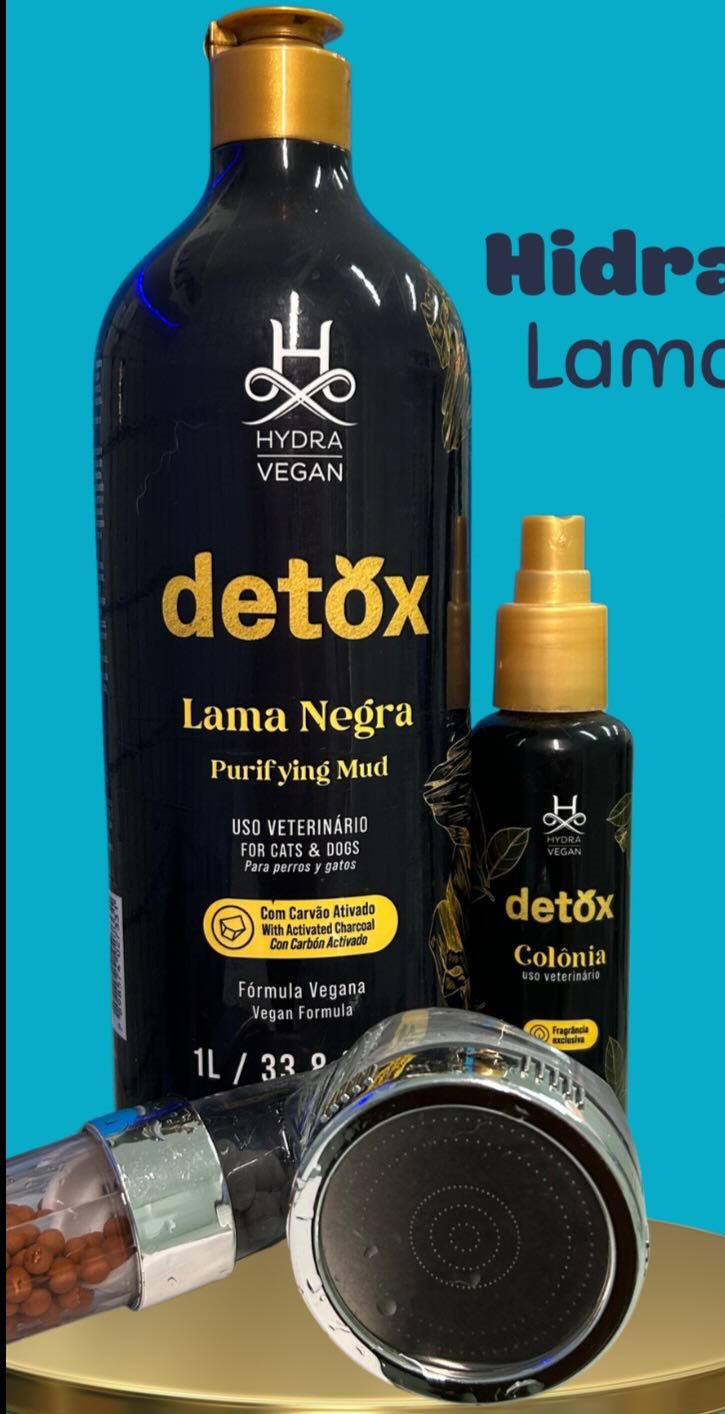 Hidra
Lama
H
HYDRA
VEGAN
detox
Lama Negra
Purifying Mud
USO VETERINÁRIO
FOR CATS & DOGS
Para perros y gatos
Com Carvão Ativado
With Activated Charcoal
Con Carbón Activado
Fórmula Vegana
Vegan Formula
1L / 33.8
H
HYDRA
VEGAN
detox
Colônia
uso veterinário
Fragrância
exclusiva